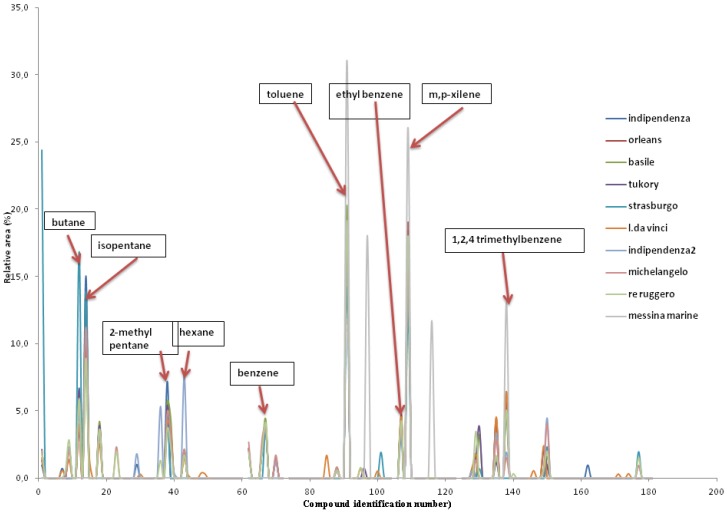 35,0
30,0
25,0
20,0
15,0
10,0
5,0
0,0
Relative area (%)
butane
isopentane
2-methyl
pentane
hexane
benzene
toluene
ethyl benzene
m,p-xilene
1,2,4 trimethylbenzene
indipendenza
orleans
basile
tukory
strasburgo
l.da vinci
indipendenza2
michelangelo
re ruggero
messina marine
0 20 40 60 80 100 120 140 160 180 200
Compound identification number)